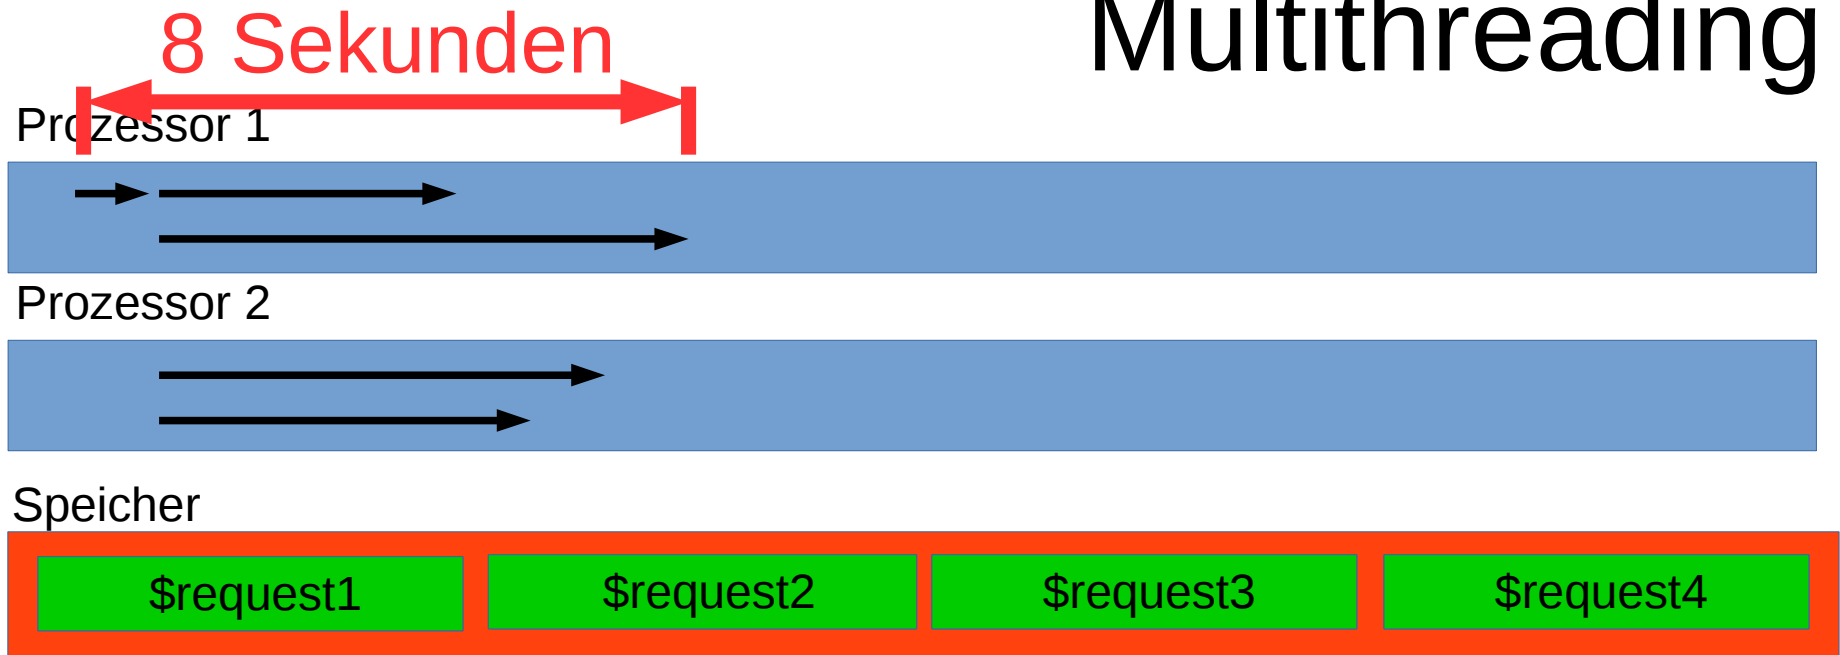 Multithreading
8 Sekunden
Prozessor 1
Prozessor 2
Speicher
$request1 $request2 $request3 $request4